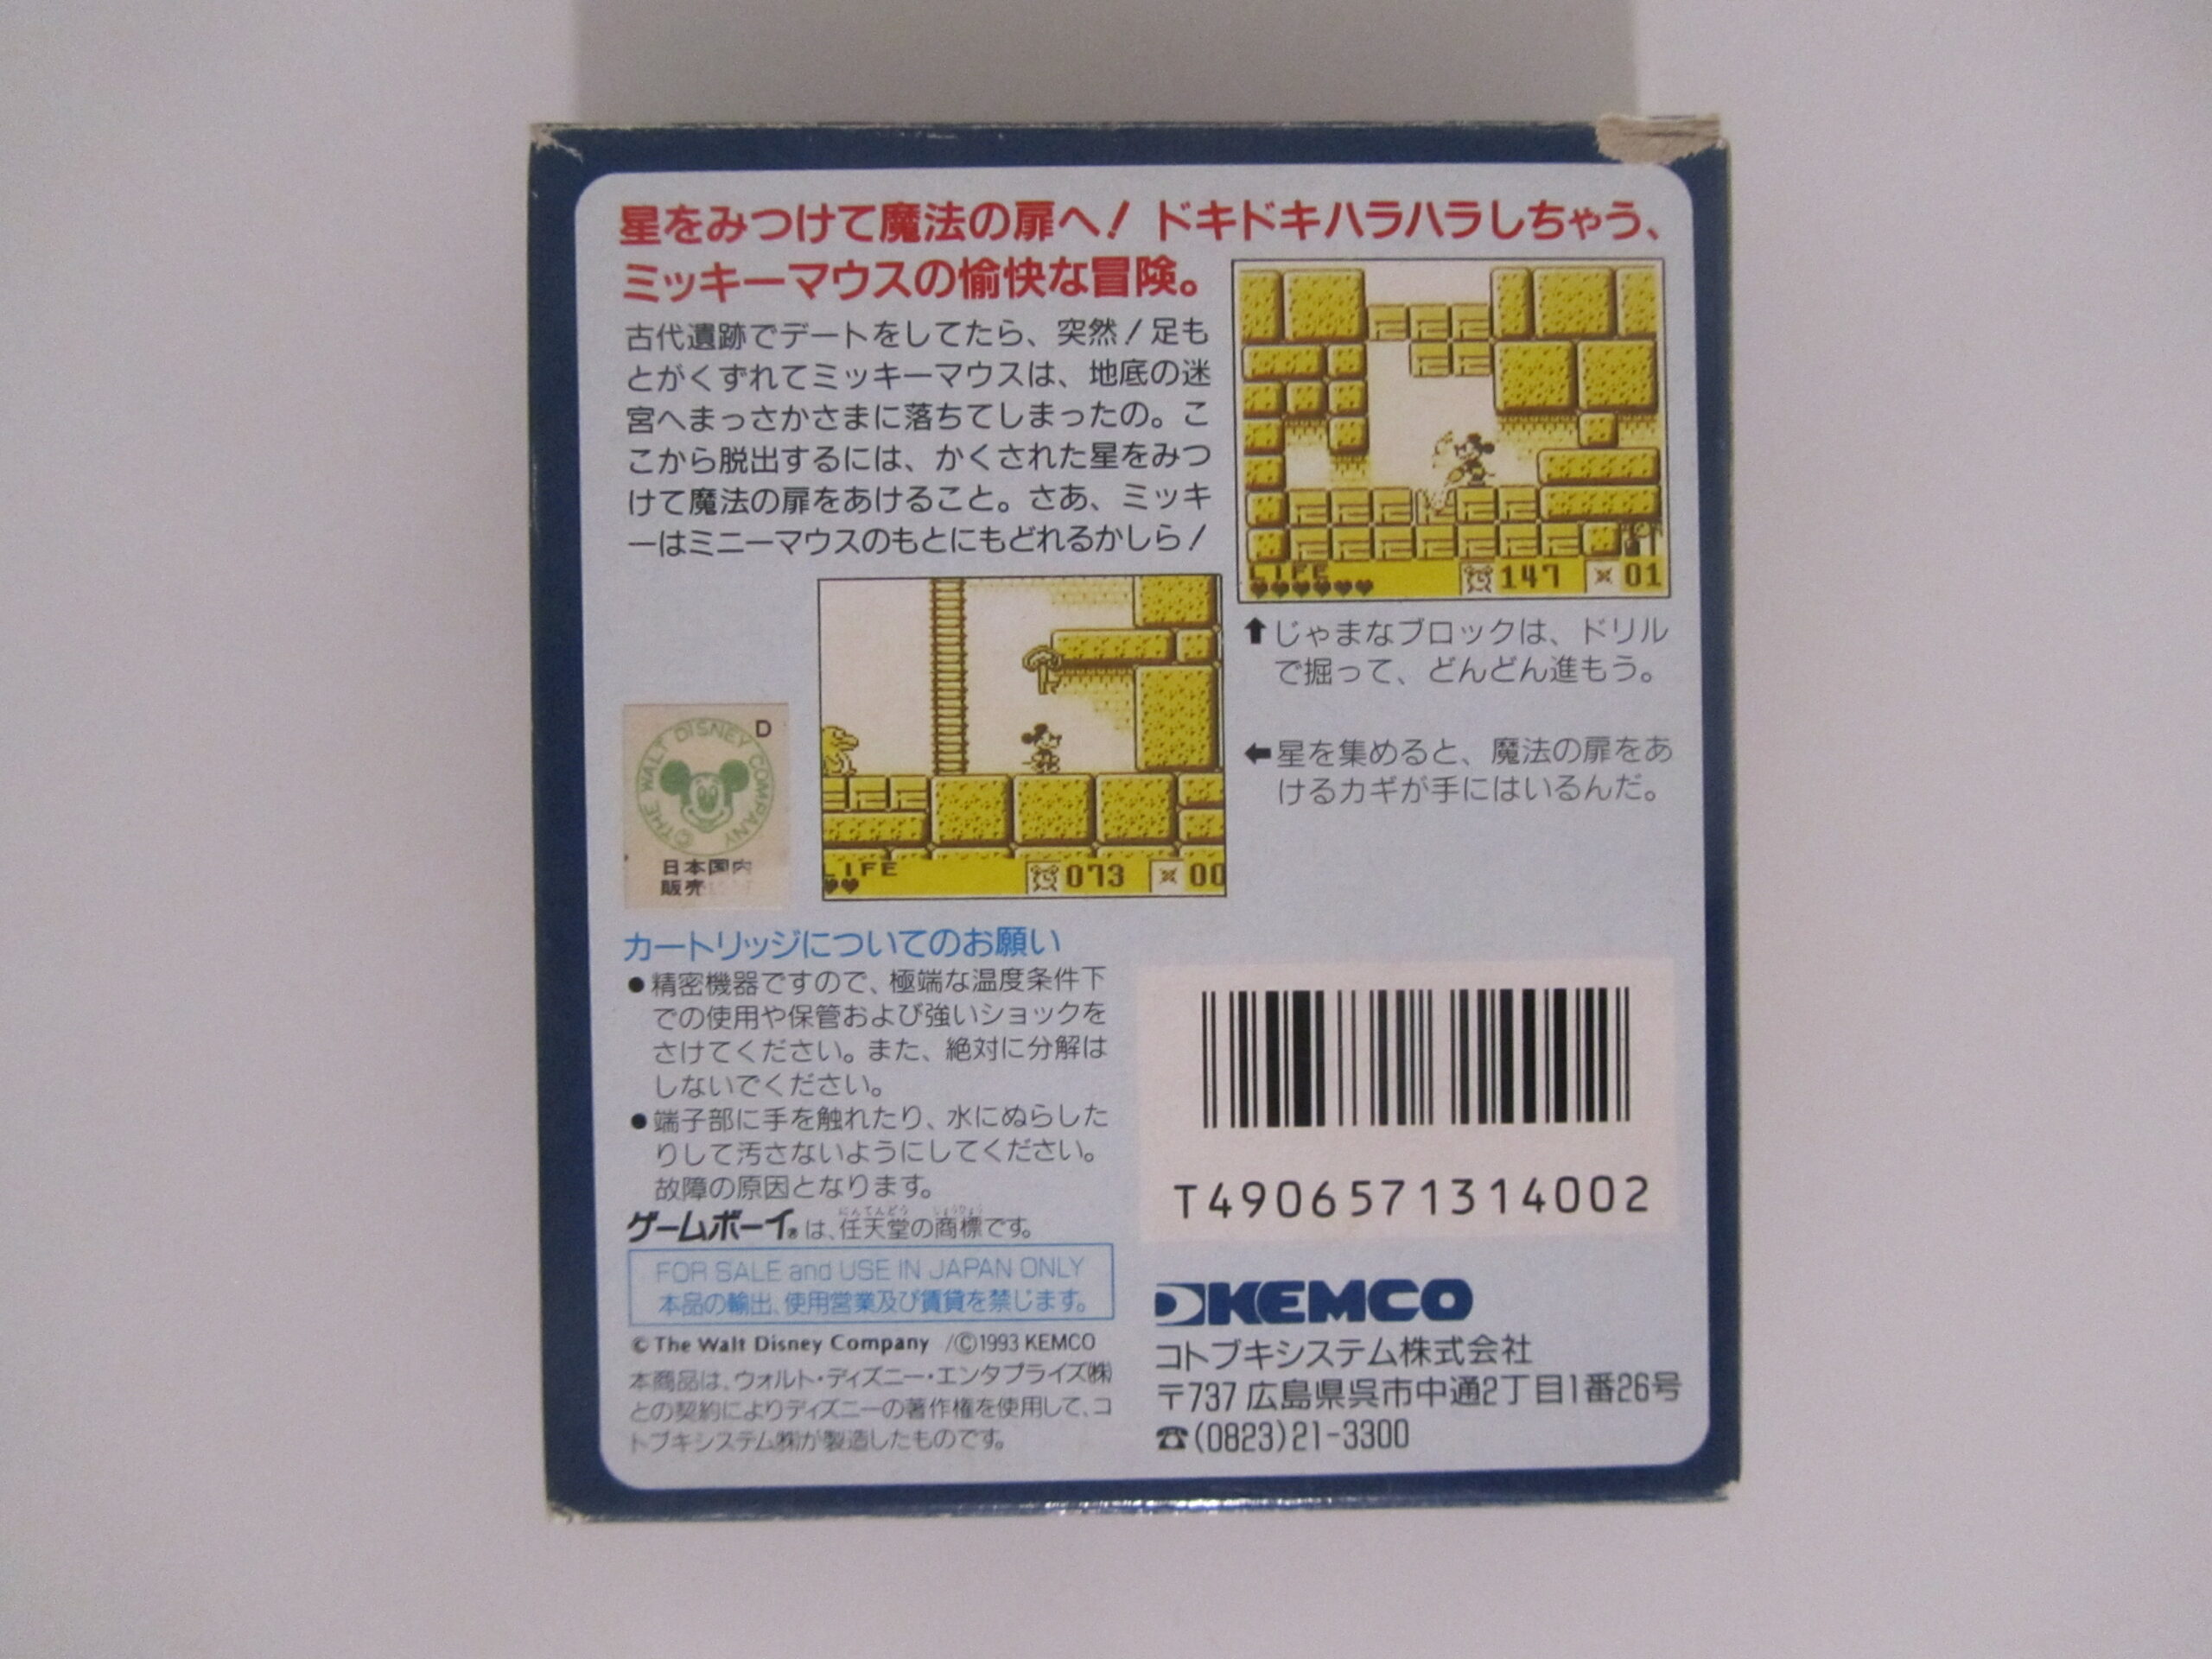 星をみつけて魔法の扉へ！ドキドキハラハラしちゃう、
ミッキーマウスの愉快な冒険。
古代遺跡でデートをしてたら、突然！足も
とがくずれてミッキーマウスは、地底の迷
宮へまっさかさまに落ちてしまったの。こ
こから脱出するには、かくされた星をみつ
けて魔法の扉をあけること。さあ、ミッキ
ーはミニーマウスのもとにもどれるかしら！
LIFE
147
01
↑じゃまなブロックは、ドリル
で掘って、どんどん進もう。
LIFE
073
00
←星を集めると、魔法の扉をあ
けるカギが手にはいるんだ。
D
©THE WALT DISNEY COMPANY
日本国内
販売
カートリッジについてのお願い
●精密機器ですので、極端な温度条件下
での使用や保管および強いショックを
さけてください。また、絶対に分解は
しないでください。
●端子部に手を触れたり、水にぬらした
りして汚さないようにしてください。
故障の原因となります。
ゲームボーイ®は、任天堂の商標です。
にんてんどう しょうひょう
FOR SALE and USE IN JAPAN ONLY
本品の輸出、使用営業及び賃貸を禁じます。
© The Walt Disney Company /©1993 KEMCO
本商品は、ウォルト・ディズニー・エンタプライズ㈱
との契約によりディズニーの著作権を使用して、コ
トブキシステム㈱が製造したものです。
T4906571314002
KEMCO
コトブキシステム株式会社
〒737 広島県呉市中通2丁目1番26号
☎(0823)21-3300